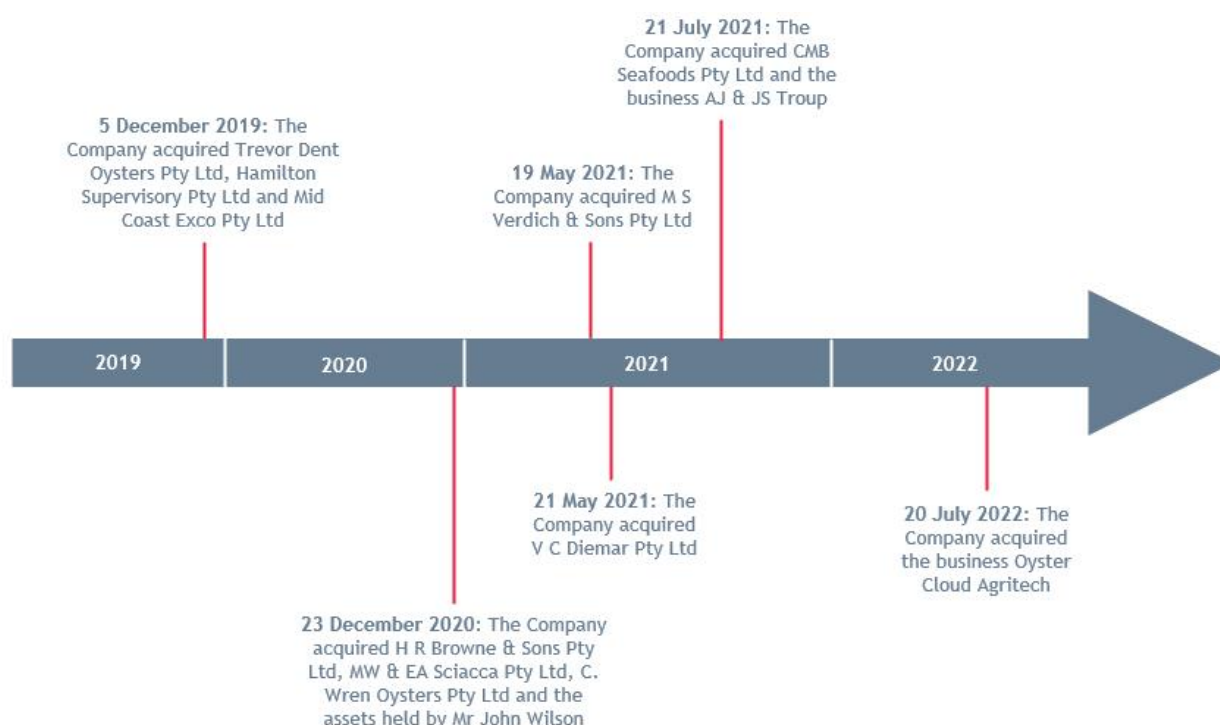 21 July 2021: The
Company acquired CMB
Seafoods Pty Ltd and the
business AJ & JS Troup
5 December 2019: The
Company acquired Trevor Dent
Oysters Pty Ltd, Hamilton
Supervisory Pty Ltd and Mid
Coast Exco Pty Ltd
19 May 2021: The
Company acquired M S
Verdich & Sons Pty Ltd
2019
2020
2021
2022
21 May 2021: The
Company acquired
V C Diemar Pty Ltd
20 July 2022: The
Company acquired
the business Oyster
Cloud Agritech
23 December 2020: The Company
acquired H R Browne & Sons Pty
Ltd, MW & EA Sciacca Pty Ltd, C.
Wren Oysters Pty Ltd and the
assets held by Mr John Wilson